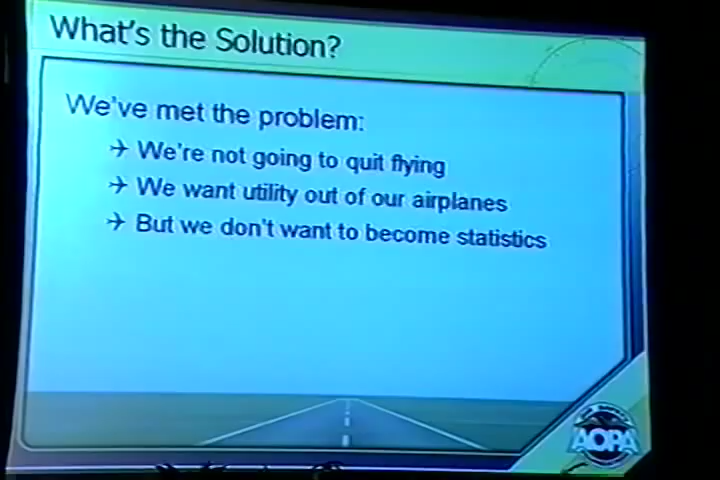 What's the Solution?
We've met the problem:
We're not going to quit flying
We want utility out of our airplanes
But we don't want to become statistics
AOPA